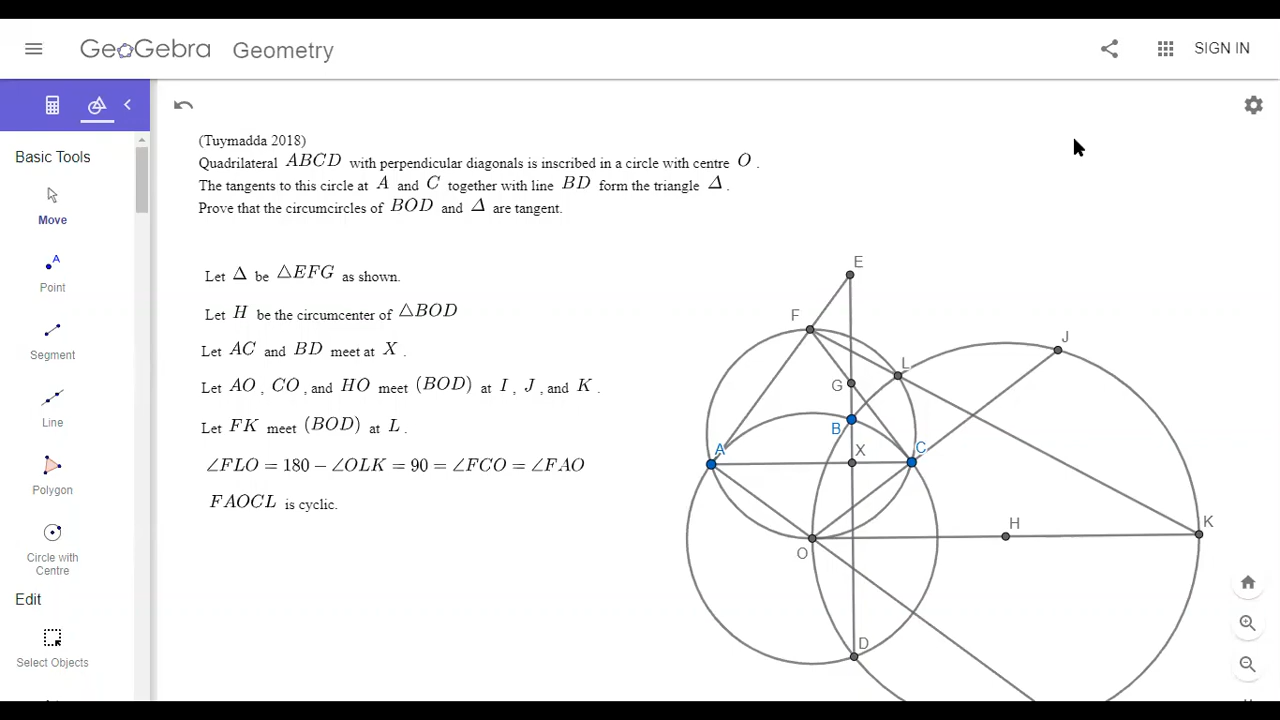 GeoGebra Geometry
SIGN IN
Basic Tools
Move
Point
Segment
Line
Polygon
Circle with
Centre
Edit
Select Objects
(Tuymadda 2018)
Quadrilateral ABCD with perpendicular diagonals is inscribed in a circle with centre O .
The tangents to this circle at A and C together with line BD form the triangle Δ .
Prove that the circumcircles of BOD and Δ are tangent.
Let Δ be △EFG as shown.
Let H be the circumcenter of △BOD
Let AC and BD meet at X .
Let AO , CO , and HO meet (BOD) at I , J , and K .
Let FK meet (BOD) at L .
∠FLO = 180 − ∠OLK = 90 = ∠FCO = ∠FAO
FAOCL is cyclic.
E
F
J
L
G
B
A
X
C
H
K
O
D